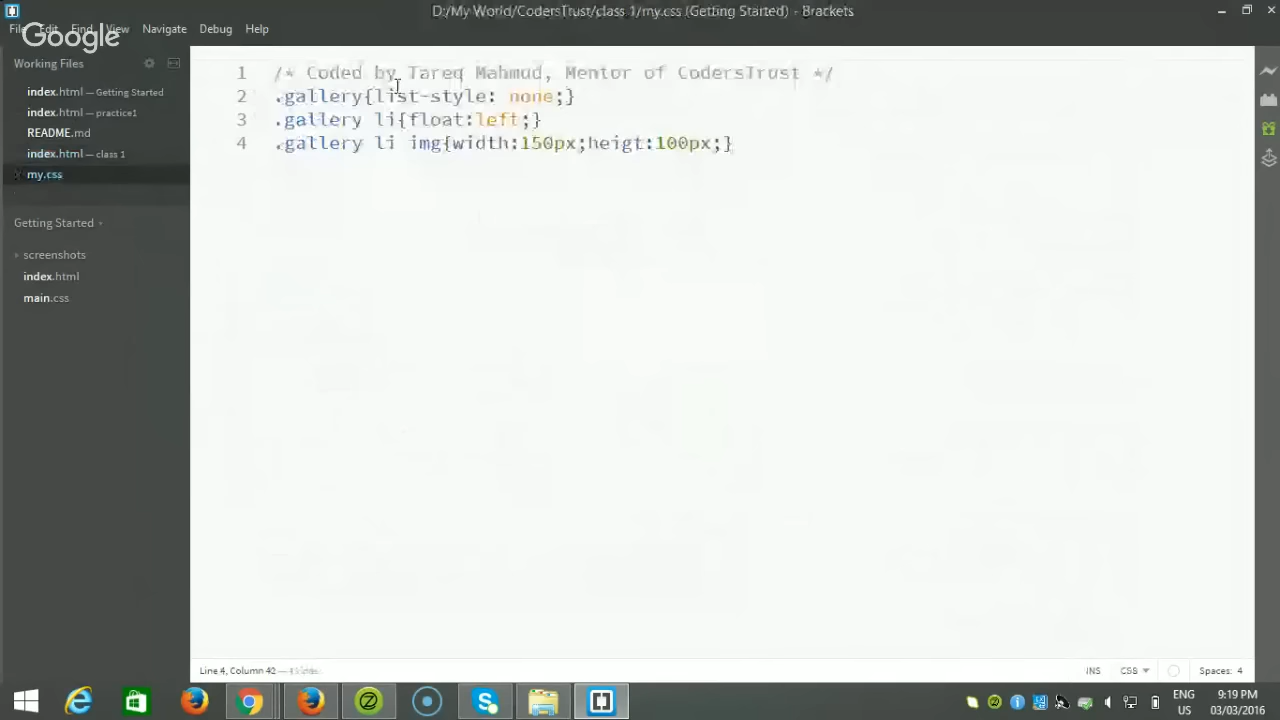 D:/My World/CodersTrust/class 1/my.css (Getting Started) - Brackets
File Edit Find View Navigate Debug Help
Google
Working Files
index.html — Getting Started
index.html — practice1
README.md
index.html — class 1
my.css
Getting Started
screenshots
index.html
main.css
1 /* Coded by Tareq Mahmud, Mentor of CodersTrust */
2 .gallery{list-style: none;}
3 .gallery li{float:left;}
4 .gallery li img{width:150px;heigt:100px;}
Line 4, Column 42
INS CSS Spaces: 4
ENG 9:19 PM
US 03/03/2016